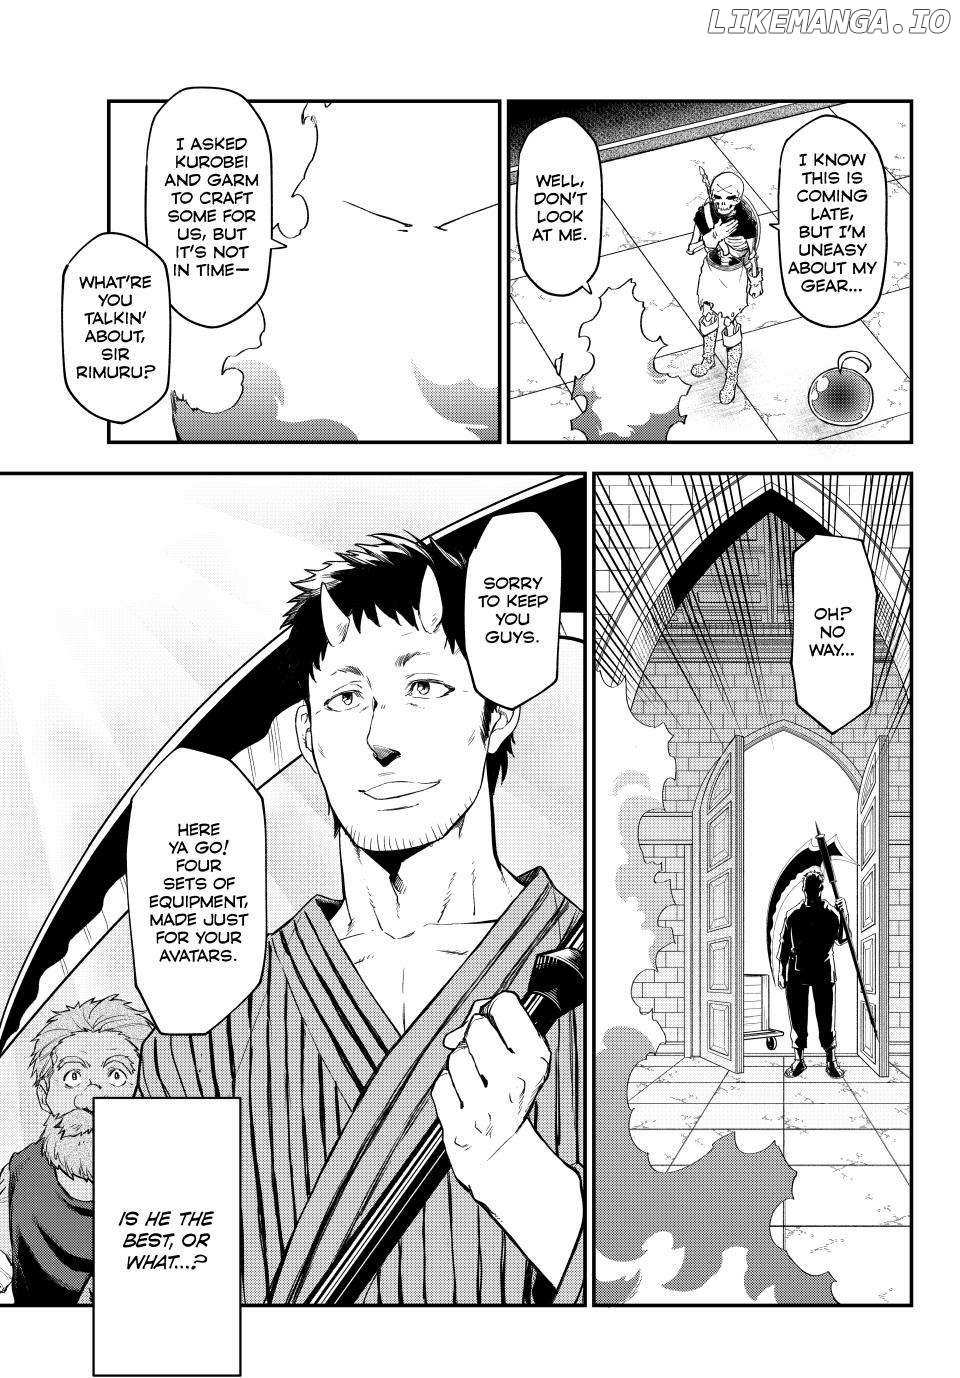 LIKEMANGA.IO
I KNOW
THIS IS
COMING
LATE,
BUT I'M
UNEASY
ABOUT MY
GEAR...
WELL,
DON'T
LOOK
AT ME.
I ASKED
KUROBEI
AND GARM
TO CRAFT
SOME FOR
US, BUT
IT'S NOT
IN TIME—
WHAT'RE
YOU
TALKIN'
ABOUT,
SIR
RIMURU?
OH?
NO
WAY...
SORRY
TO KEEP
YOU
GUYS.
HERE
YA GO!
FOUR
SETS OF
EQUIPMENT,
MADE JUST
FOR YOUR
AVATARS.
IS HE THE
BEST, OR
WHAT...?